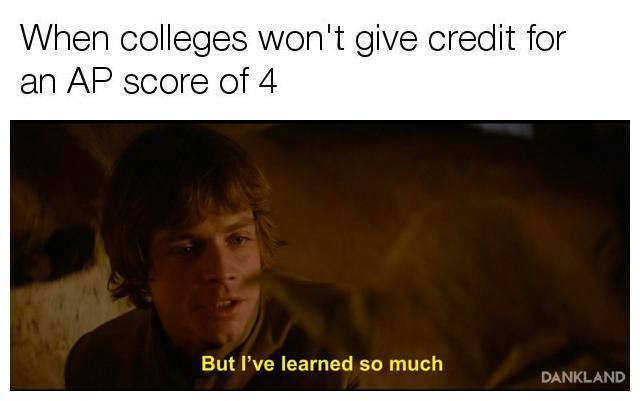 When colleges won't give credit for
an AP score of 4
But I've learned so much
DANKLAND